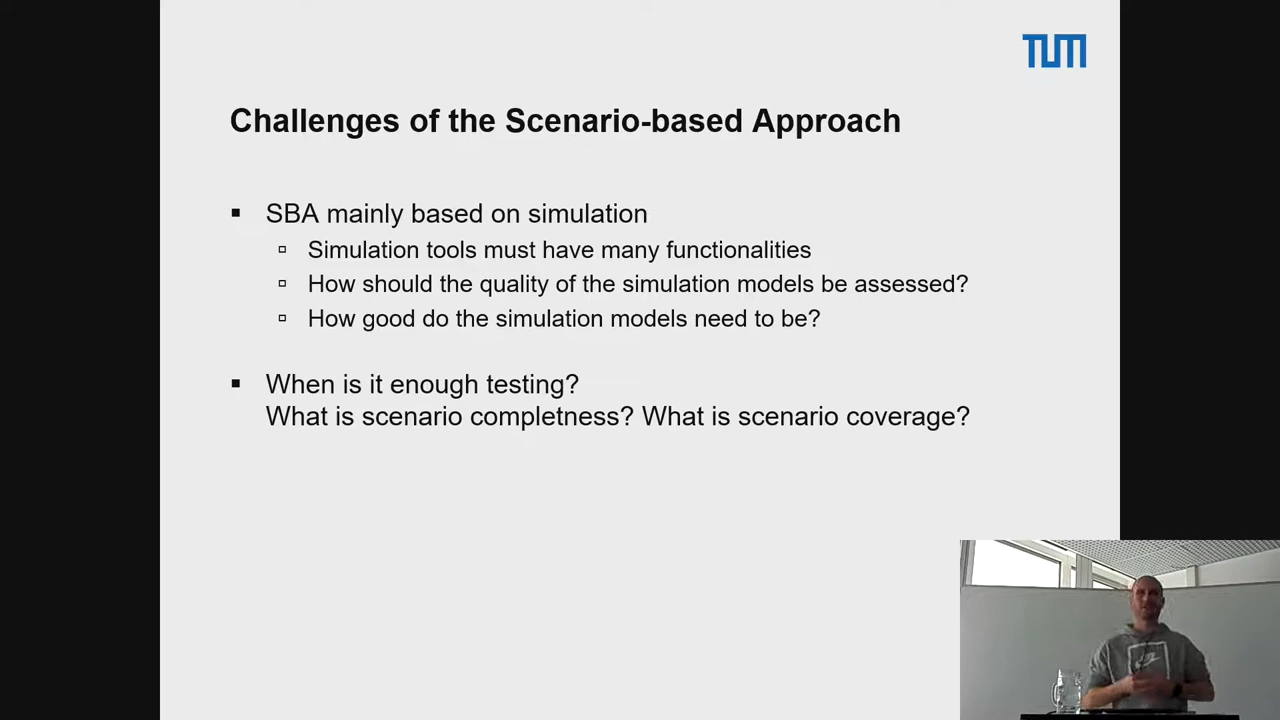 TUM
Challenges of the Scenario-based Approach
SBA mainly based on simulation
Simulation tools must have many functionalities
How should the quality of the simulation models be assessed?
How good do the simulation models need to be?
When is it enough testing?
What is scenario completness? What is scenario coverage?